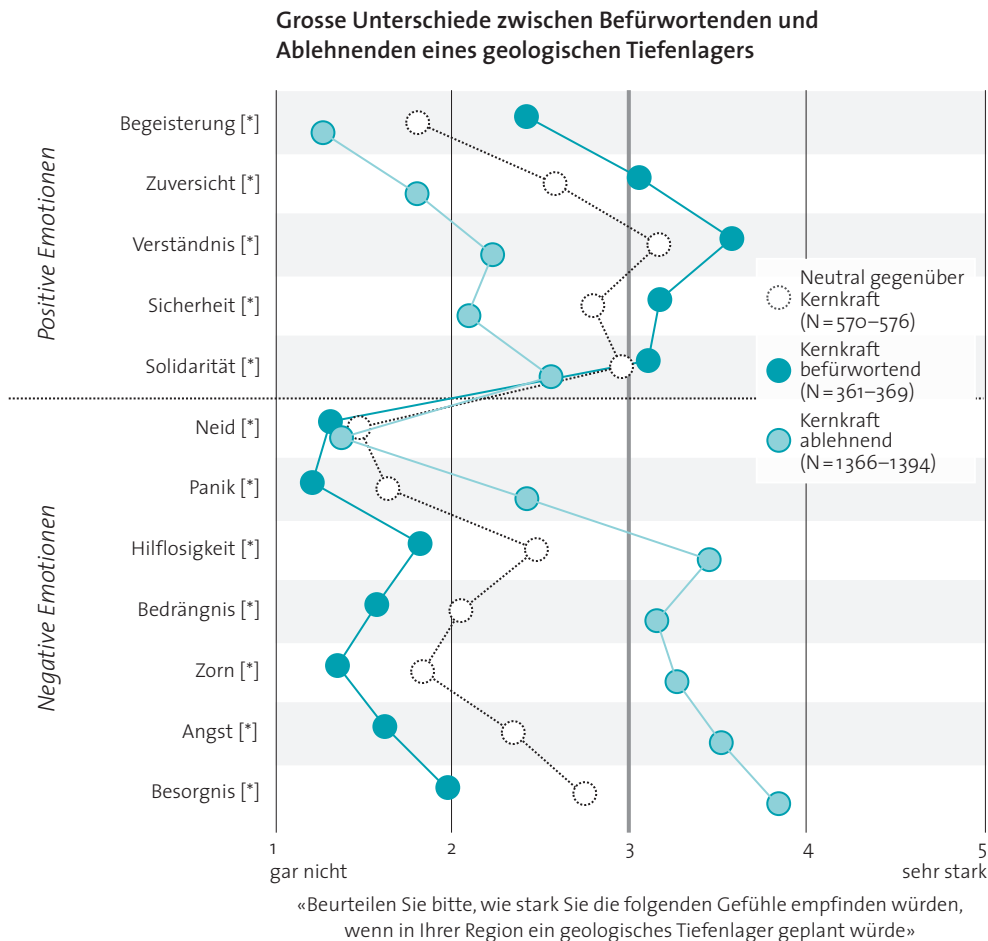 Grosse Unterschiede zwischen Befürwortenden und
Ablehnenden eines geologischen Tiefenlagers
Positive Emotionen
Begeisterung [*]
Zuversicht [*]
Verständnis [*]
Sicherheit [*]
Solidarität [*]
Negative Emotionen
Neid [*]
Panik [*]
Hilflosigkeit [*]
Bedrängnis [*]
Zorn [*]
Angst [*]
Besorgnis [*]
Neutral gegenüber
Kernkraft
(N=570–576)
Kernkraft
befürwortend
(N=361–369)
Kernkraft
ablehnend
(N=1366–1394)
1 2 3 4 5
gar nicht sehr stark
«Beurteilen Sie bitte, wie stark Sie die folgenden Gefühle empfinden würden,
wenn in Ihrer Region ein geologisches Tiefenlager geplant würde»